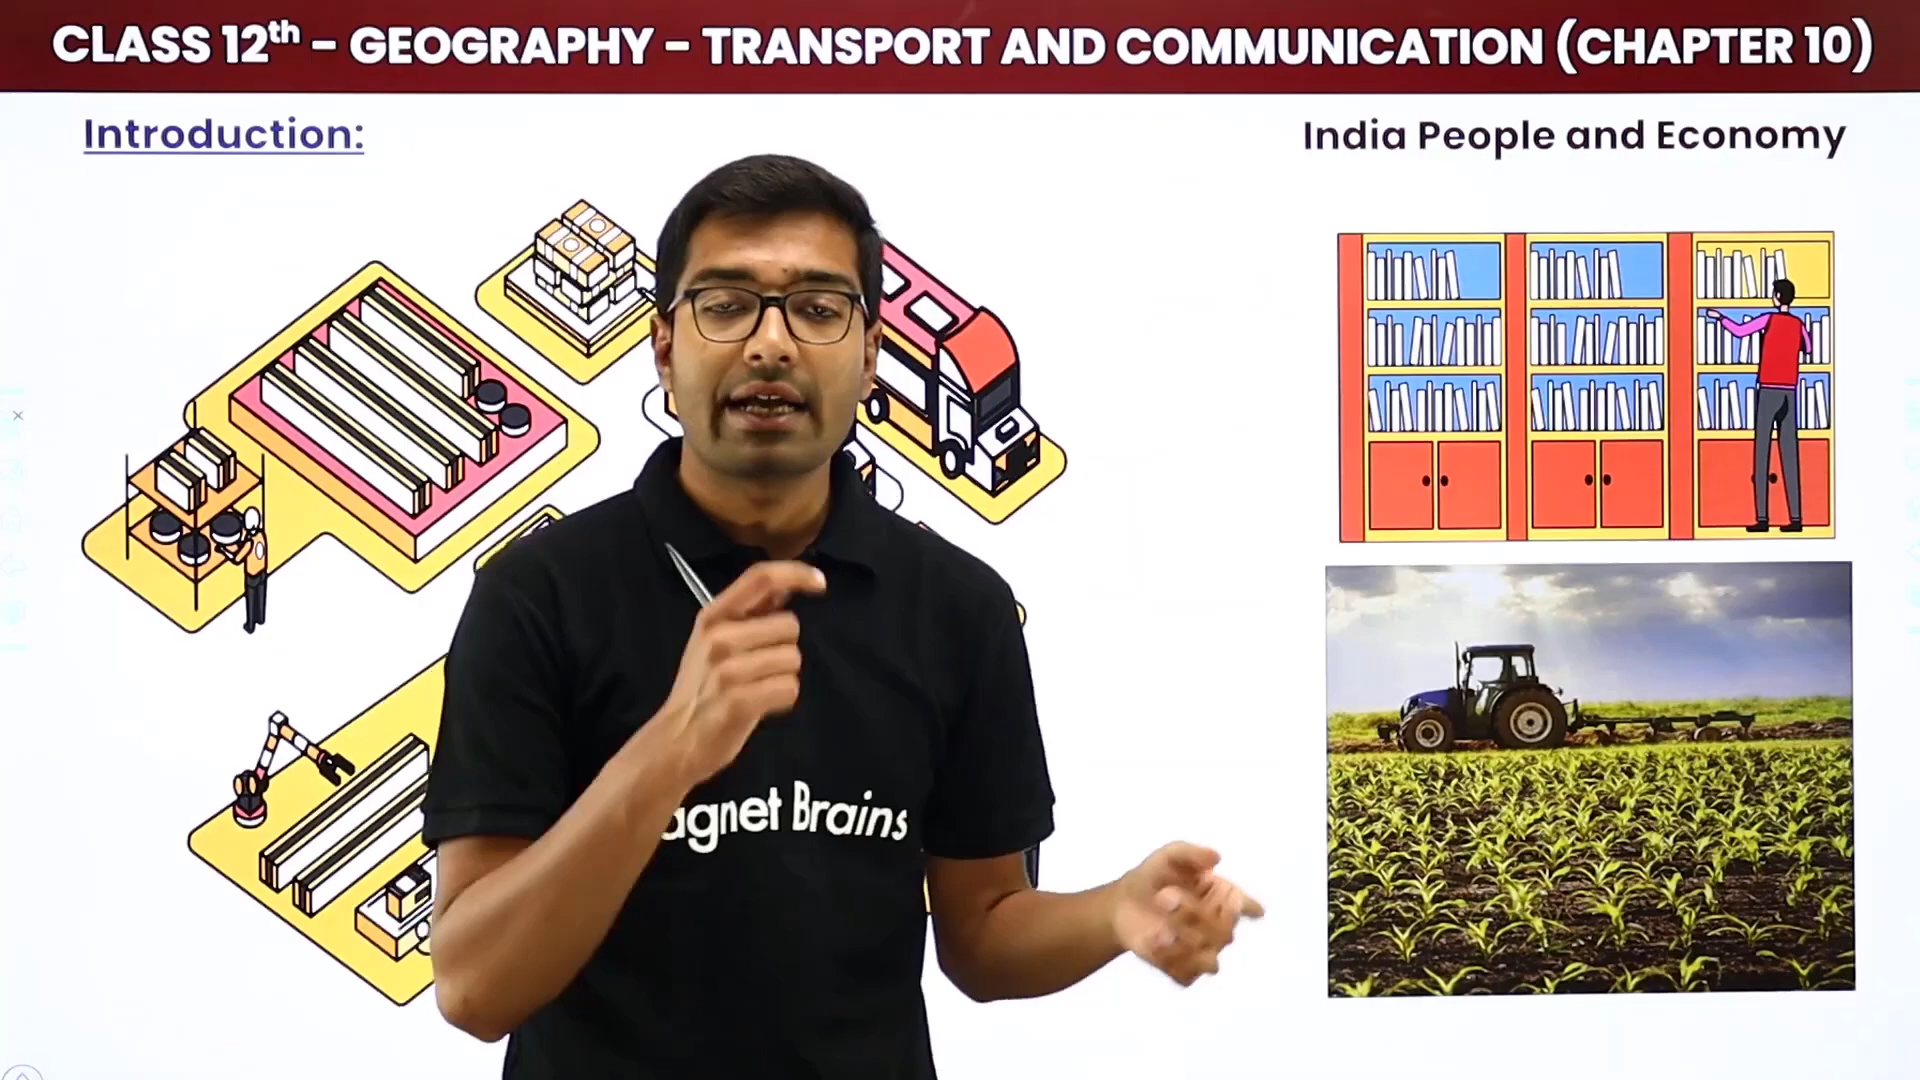 CLASS 12th - GEOGRAPHY - TRANSPORT AND COMMUNICATION (CHAPTER 10)
Introduction:
India People and Economy
agnet Brains